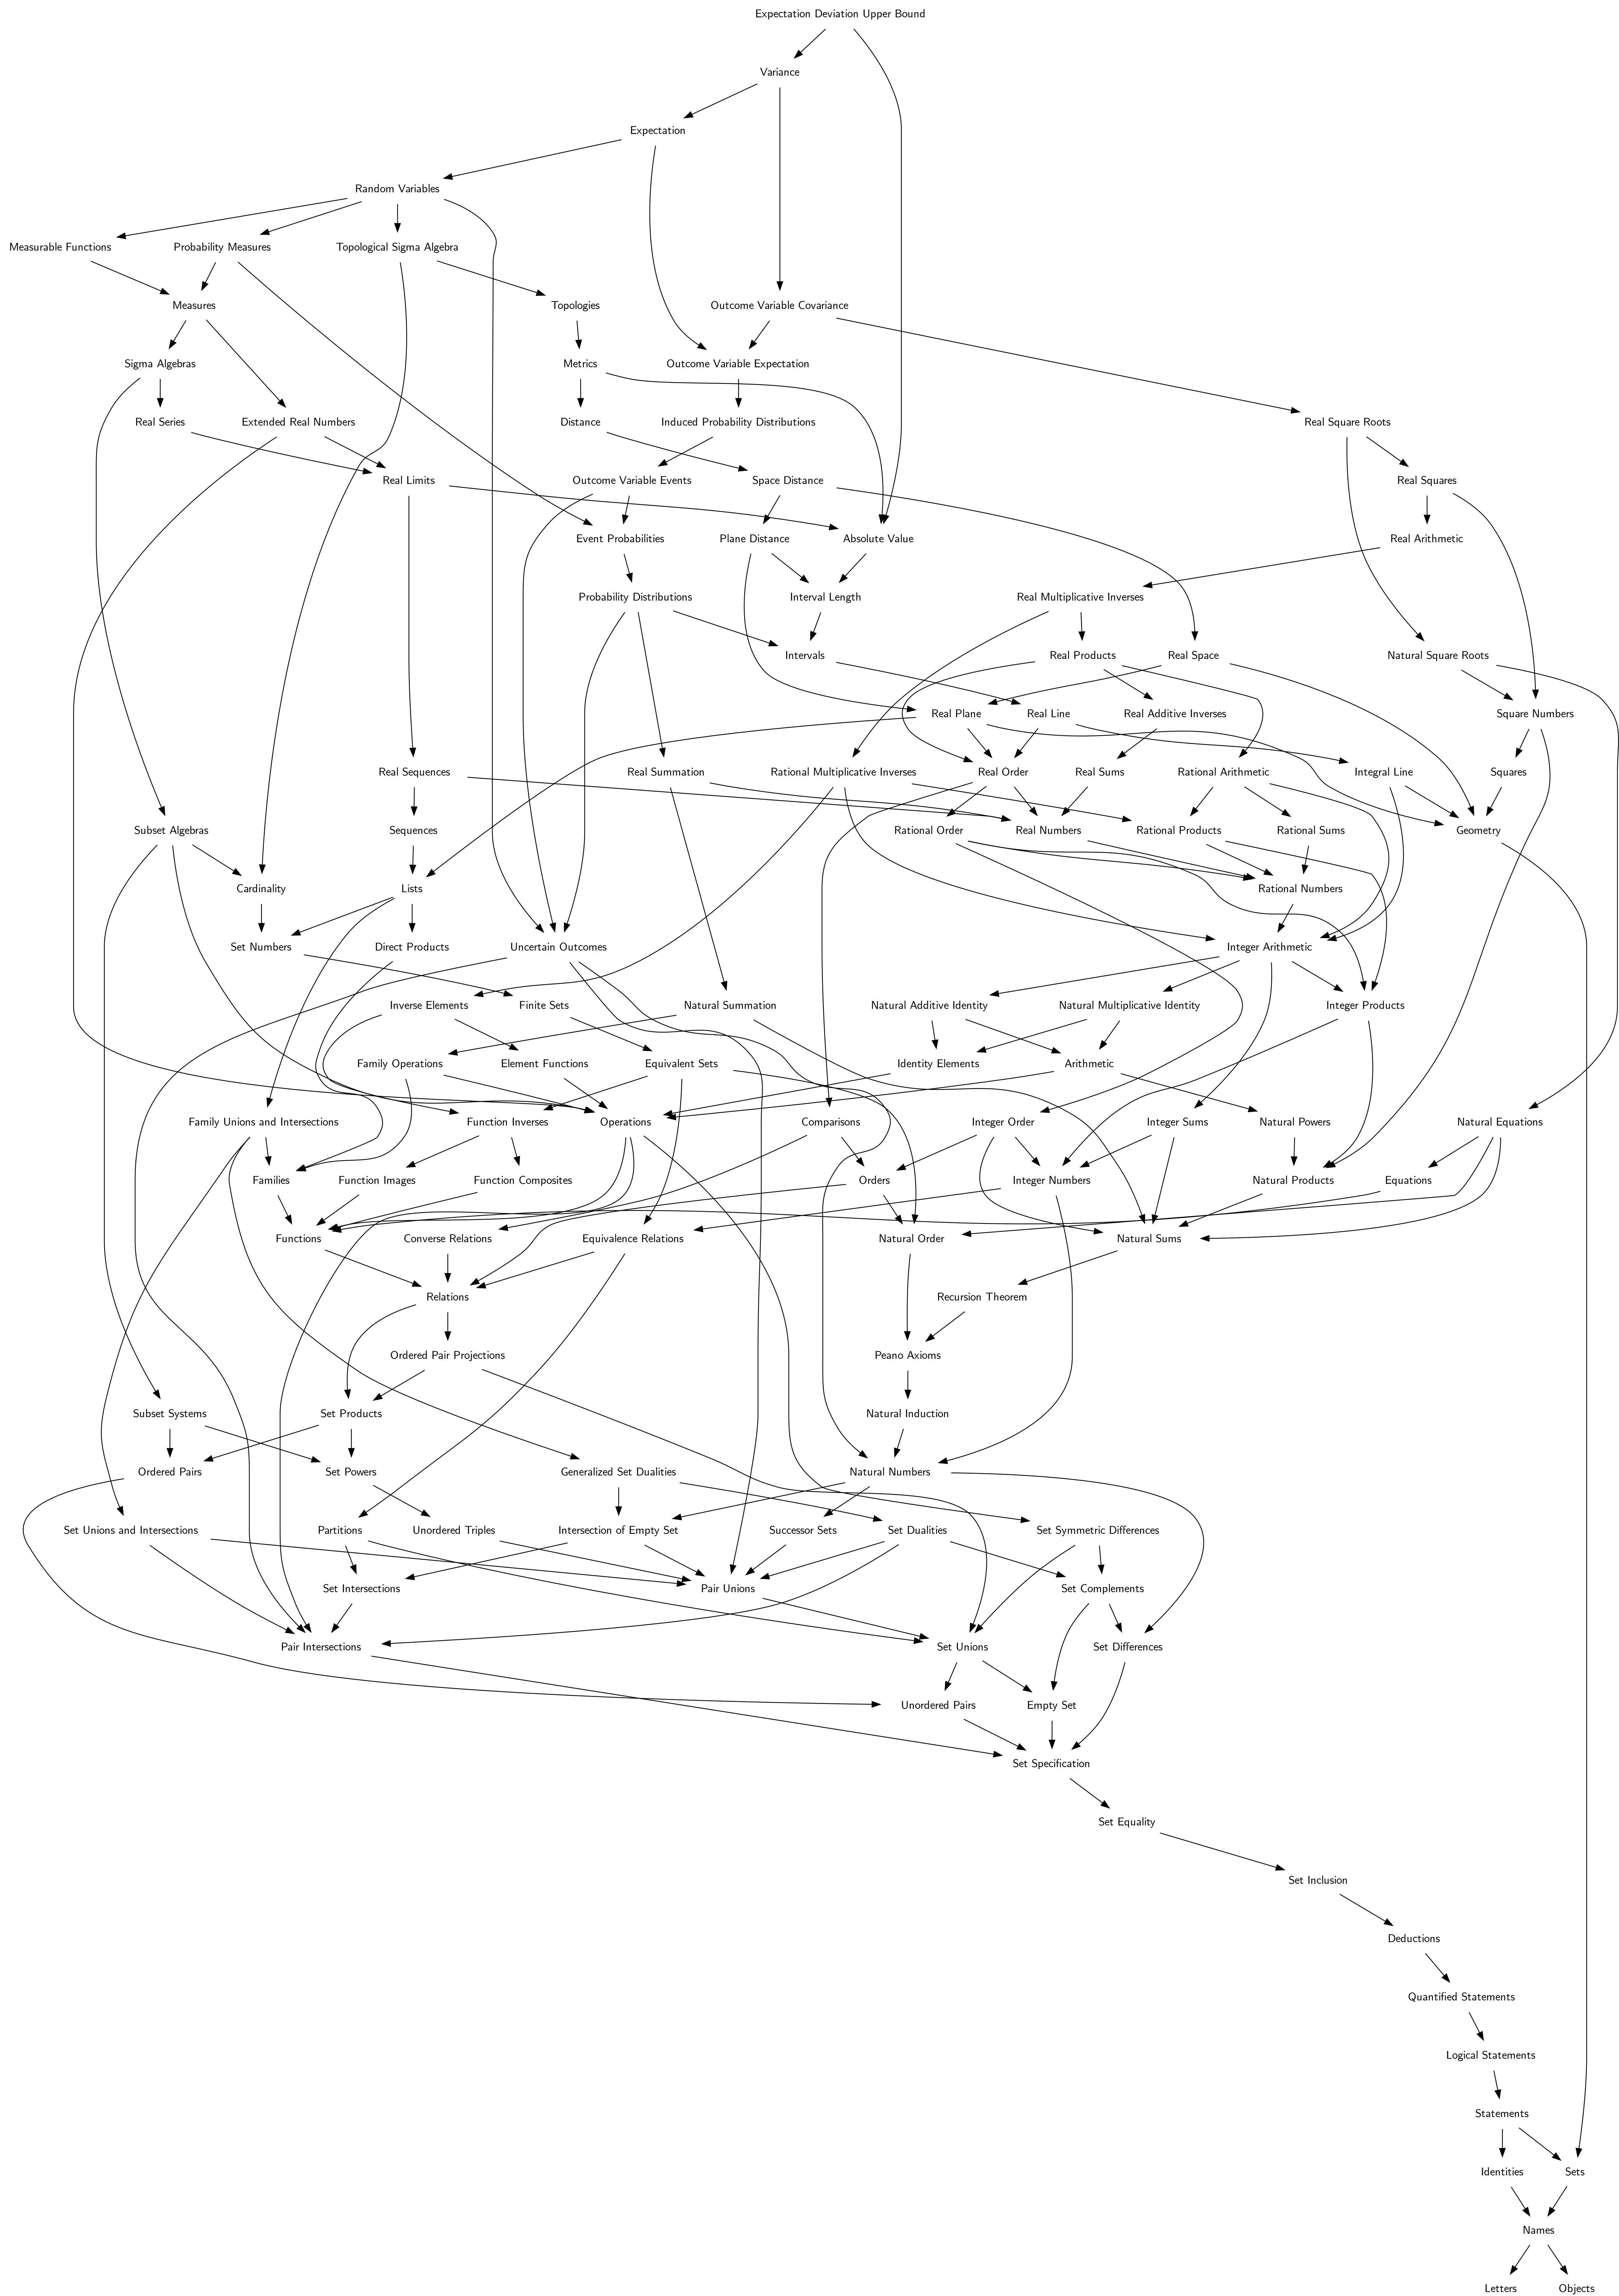 Expectation Deviation Upper Bound
Variance
Expectation
Random Variables
Measurable Functions
Probability Measures
Topological Sigma Algebra
Measures
Topologies
Outcome Variable Covariance
Sigma Algebras
Metrics
Outcome Variable Expectation
Real Series
Extended Real Numbers
Distance
Induced Probability Distributions
Real Square Roots
Real Limits
Outcome Variable Events
Space Distance
Real Squares
Event Probabilities
Plane Distance
Absolute Value
Real Arithmetic
Probability Distributions
Interval Length
Real Multiplicative Inverses
Intervals
Real Products
Real Space
Natural Square Roots
Real Plane
Real Line
Real Additive Inverses
Square Numbers
Real Sequences
Real Summation
Rational Multiplicative Inverses
Real Order
Real Sums
Rational Arithmetic
Integral Line
Squares
Subset Algebras
Sequences
Rational Order
Real Numbers
Rational Products
Rational Sums
Geometry
Cardinality
Lists
Rational Numbers
Set Numbers
Direct Products
Uncertain Outcomes
Integer Arithmetic
Inverse Elements
Finite Sets
Natural Summation
Natural Additive Identity
Natural Multiplicative Identity
Integer Products
Family Operations
Element Functions
Equivalent Sets
Identity Elements
Arithmetic
Family Unions and Intersections
Function Inverses
Operations
Comparisons
Integer Order
Integer Sums
Natural Powers
Natural Equations
Families
Function Images
Function Composites
Orders
Integer Numbers
Natural Products
Equations
Functions
Converse Relations
Equivalence Relations
Natural Order
Natural Sums
Relations
Recursion Theorem
Ordered Pair Projections
Peano Axioms
Subset Systems
Set Products
Natural Induction
Ordered Pairs
Set Powers
Generalized Set Dualities
Natural Numbers
Set Unions and Intersections
Partitions
Unordered Triples
Intersection of Empty Set
Successor Sets
Set Dualities
Set Symmetric Differences
Set Intersections
Pair Unions
Set Complements
Pair Intersections
Set Unions
Set Differences
Unordered Pairs
Empty Set
Set Specification
Set Equality
Set Inclusion
Deductions
Quantified Statements
Logical Statements
Statements
Identities
Sets
Names
Letters
Objects